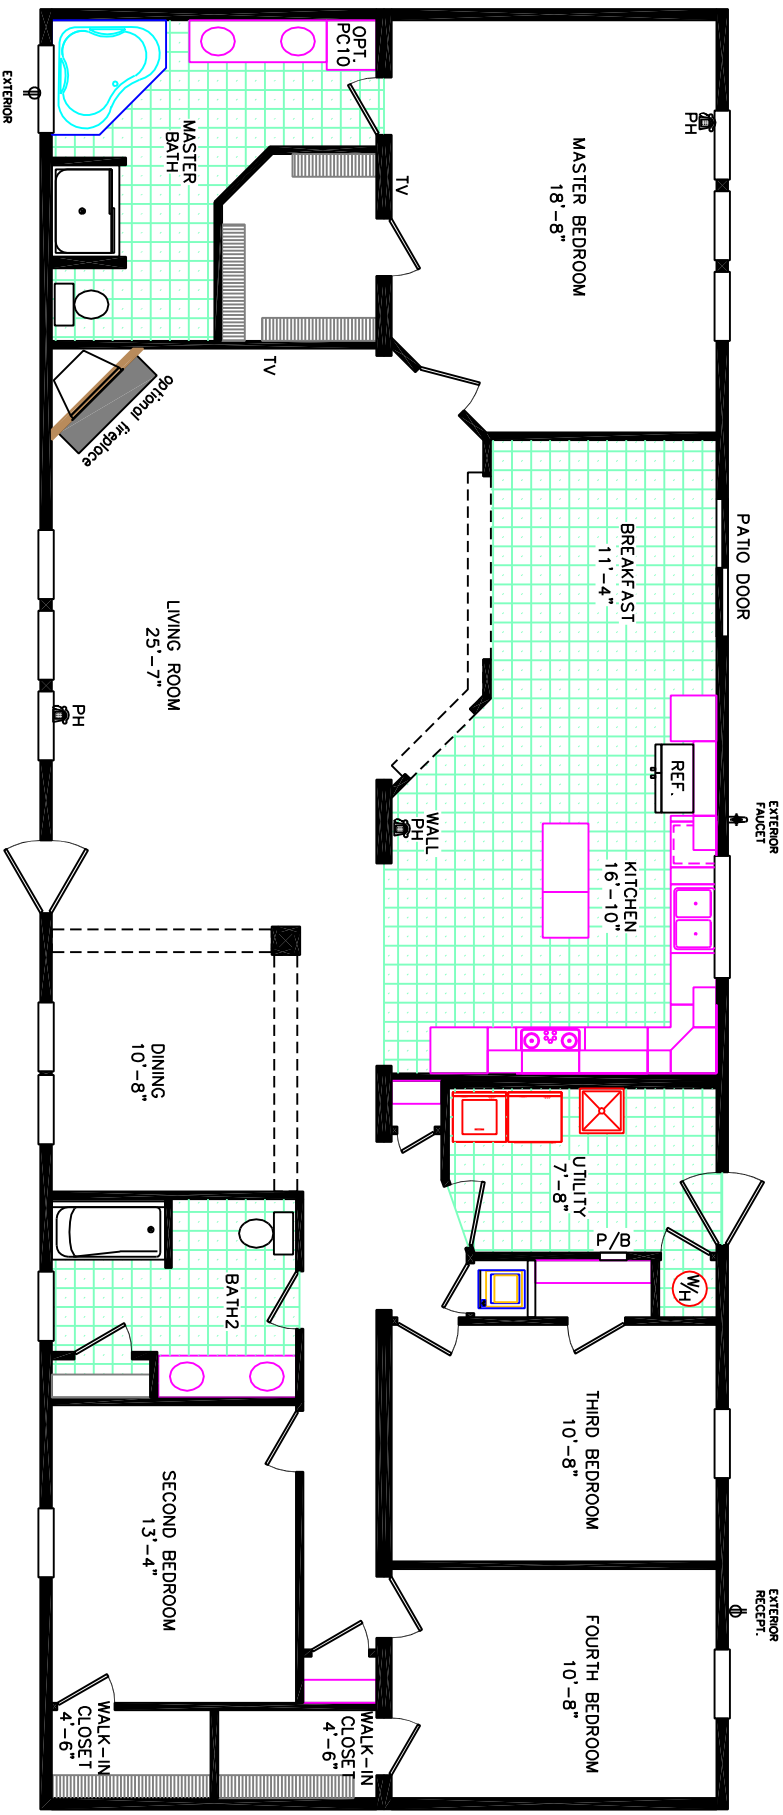 OPT.
PC10
EXTERIOR
MASTER
BATH
TV
MASTER BEDROOM
18'-8"
PH
TV
optional fireplace
LIVING ROOM
25'-7"
PH
BREAKFAST
11'-4"
PATIO DOOR
REF.
EXTERIOR
FAUCET
WALL
PH
KITCHEN
16'-10"
DINING
10'-8"
UTILITY
7'-8"
P/B
W/H
BATH2
THIRD BEDROOM
10'-8"
SECOND BEDROOM
13'-4"
FOURTH BEDROOM
10'-8"
EXTERIOR
RECEPT.
WALK-IN
CLOSET
4'-6"
WALK-IN
CLOSET
4'-6"